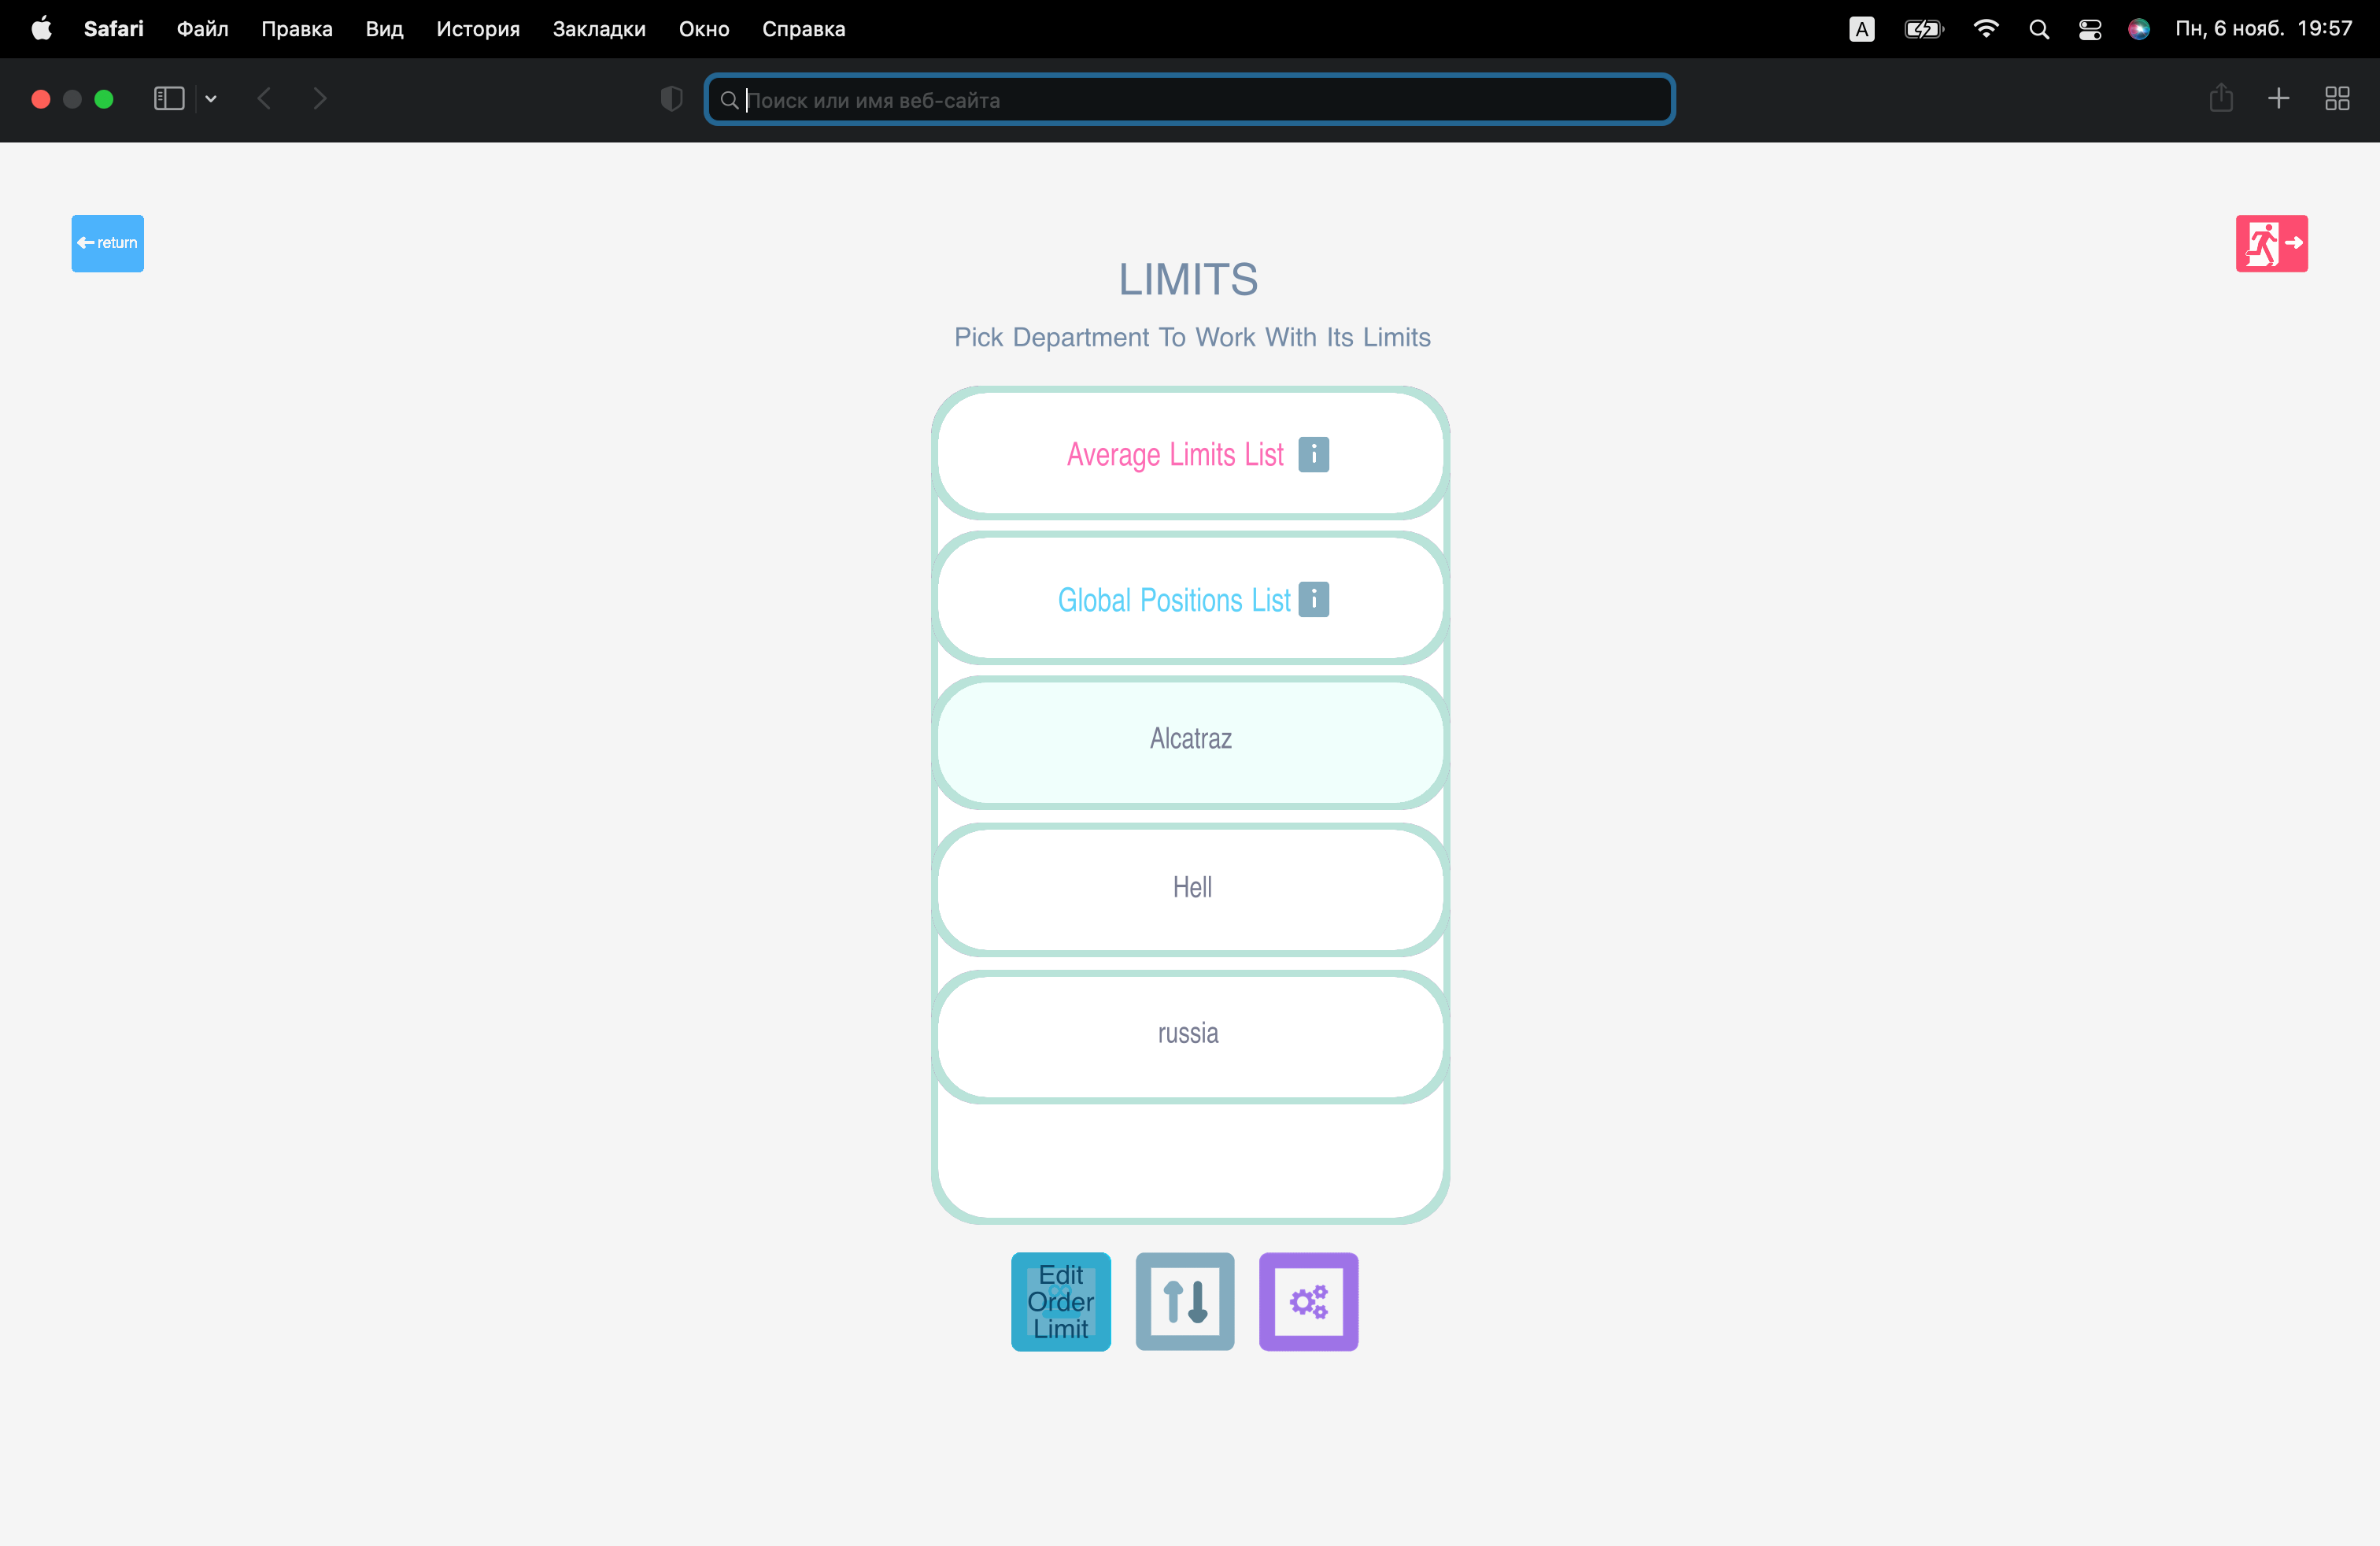 Safari Файл Правка Вид История Закладки Окно Справка A Пн, 6 нояб. 19:57
Поиск или имя веб-сайта
return
LIMITS
Pick Department To Work With Its Limits
Average Limits List i
Global Positions List i
Alcatraz
Hell
russia
Edit
Order
Limit